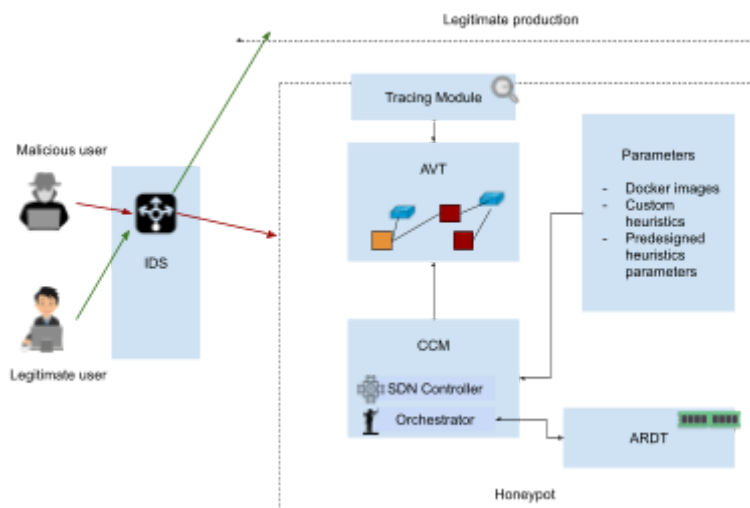 Legitimate production
Tracing Module
Malicious user
AVT
Parameters
- Docker images
- Custom
heuristics
- Predesigned
heuristics
parameters
IDS
CCM
SDN Controller
Orchestrator
Legitimate user
ARDT
Honeypot